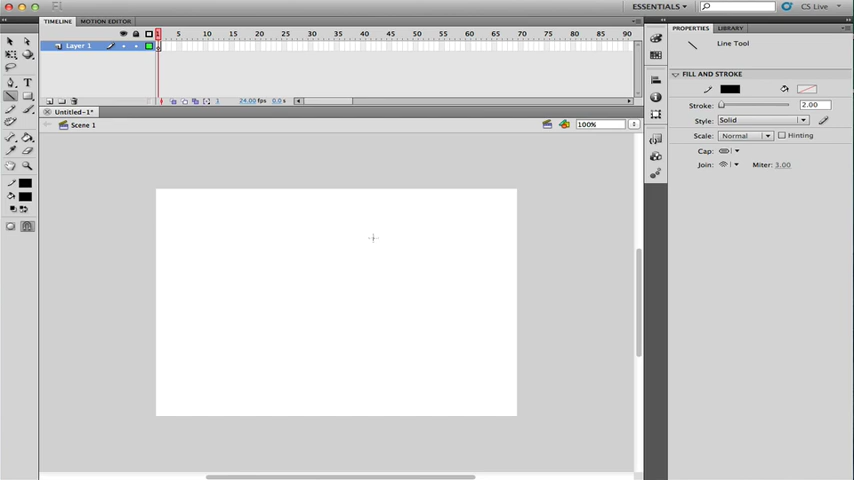 ESSENTIALS ▾ CS Live ▾
TIMELINE MOTION EDITOR
PROPERTIES LIBRARY
1 5 10 15 20 25 30 35 40 45 50 55 60 65 70 75 80 85 90
Layer 1
Line Tool
FILL AND STROKE
1 24.00 fps 0.0 s
Stroke: 2.00
Untitled-1*
Style: Solid
Scene 1 100%
Scale: Normal Hinting
Cap:
Join: Miter: 3.00